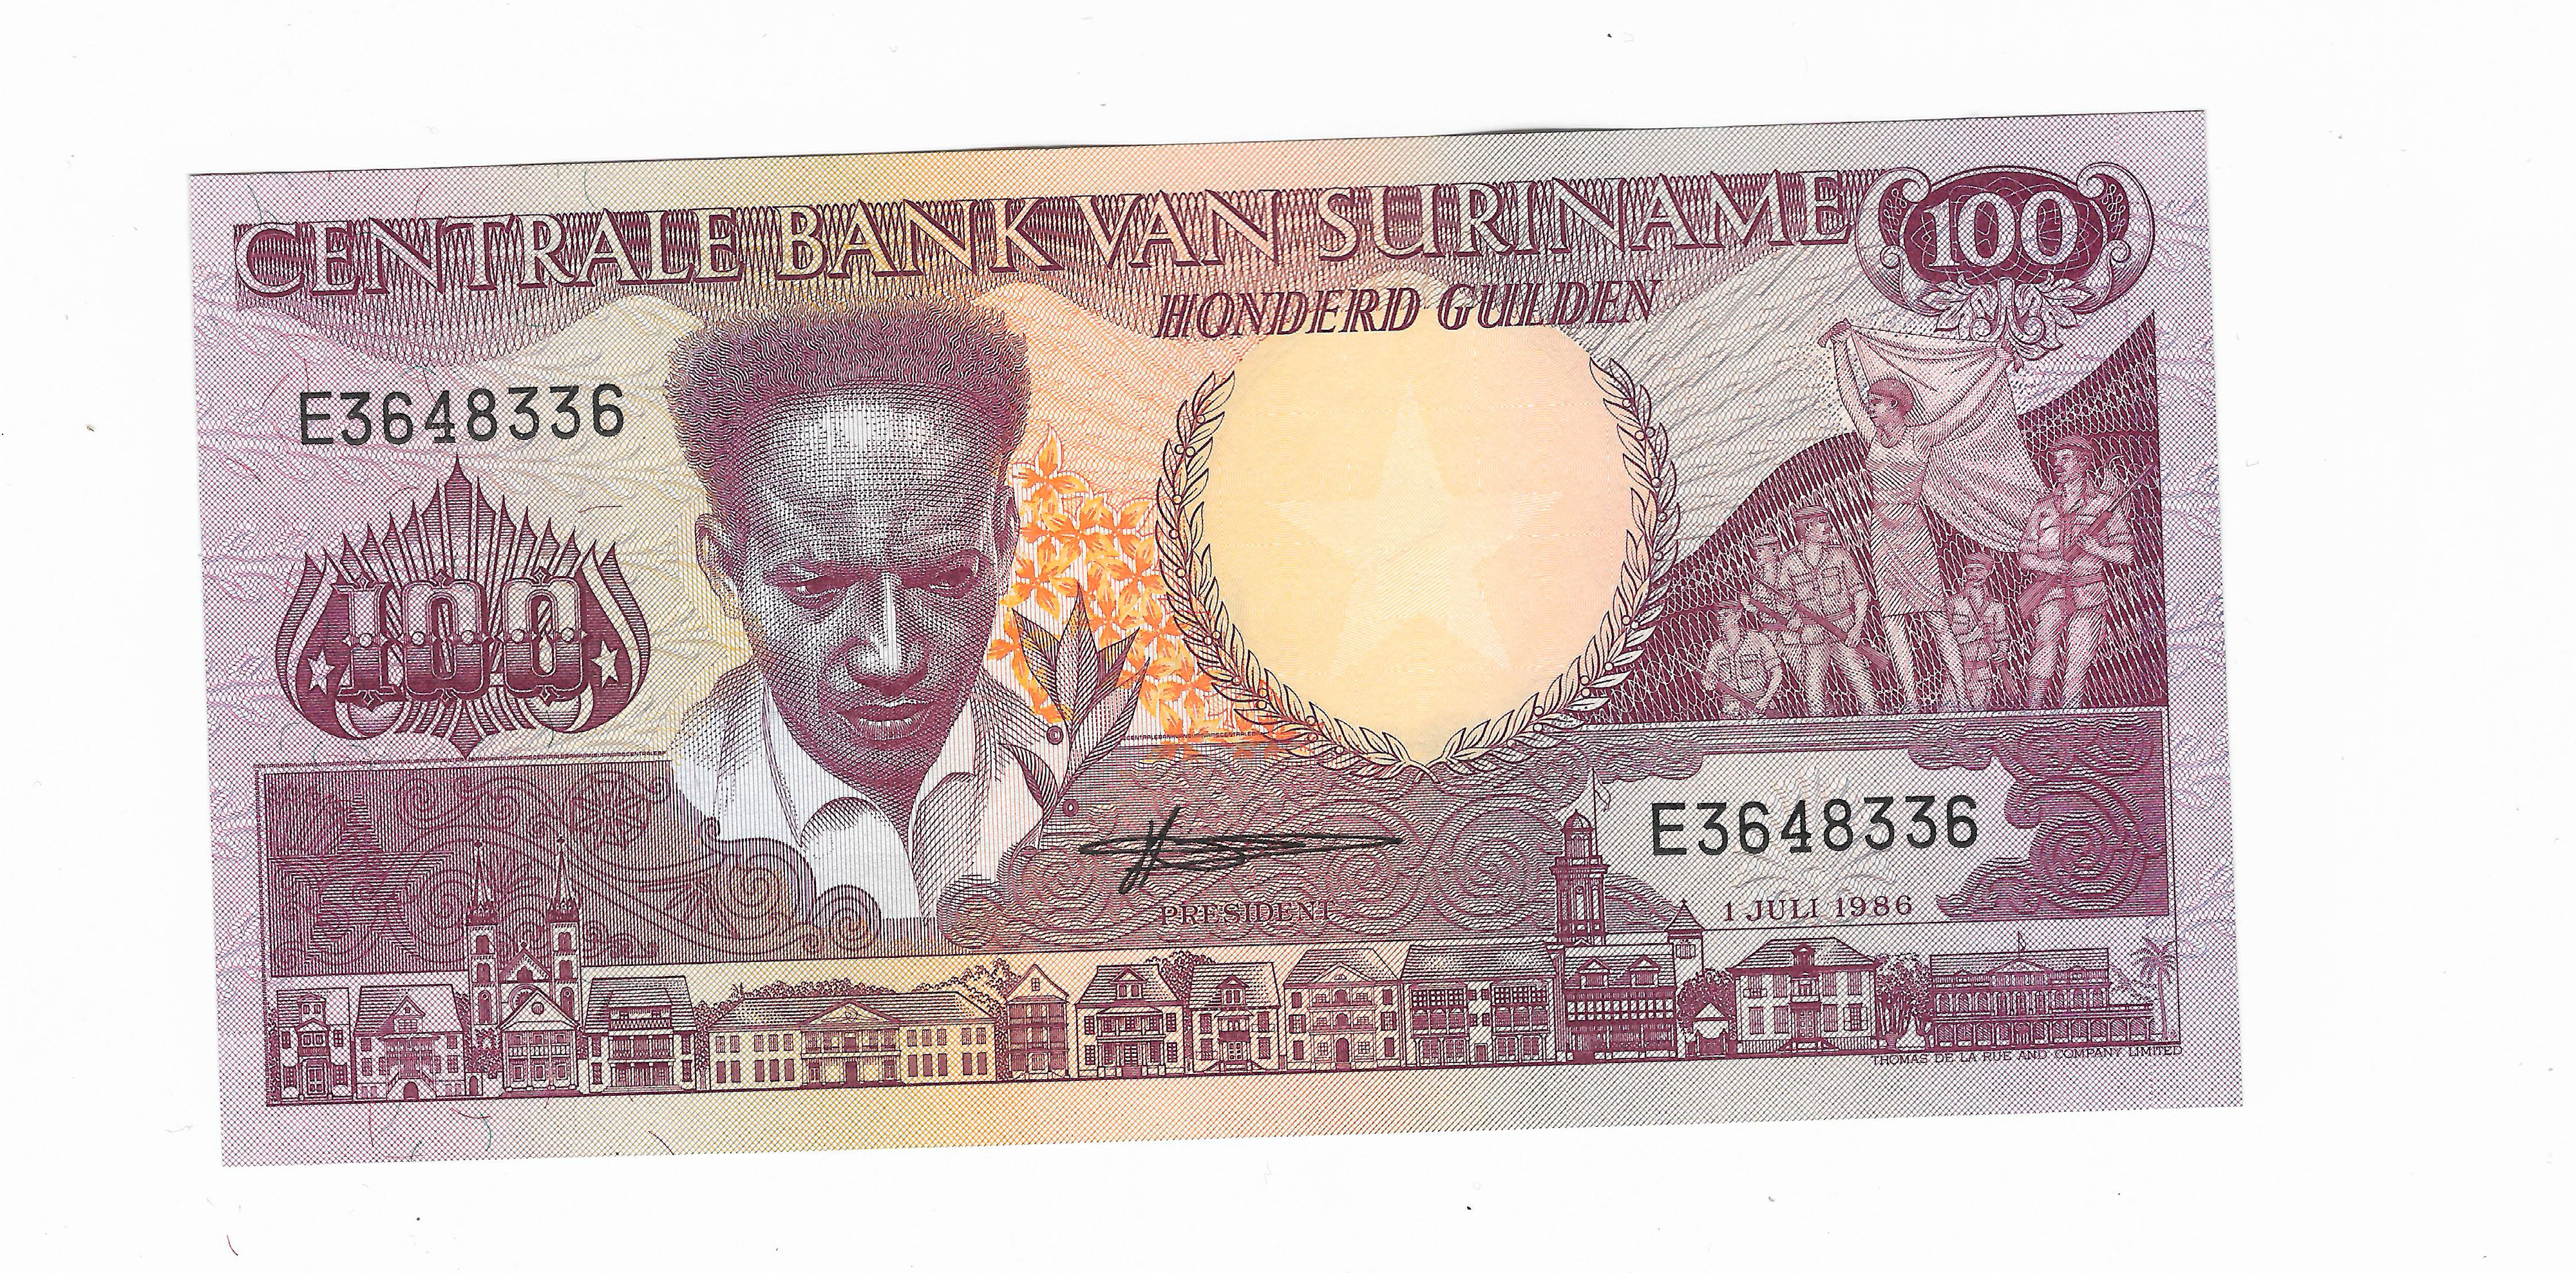 CENTRALE BANK VAN SURINAME
100
HONDERD GULDEN
E3648336
100
E3648336
PRESIDENT
1 JULI 1986
THOMAS DE LA RUE AND COMPANY LIMITED